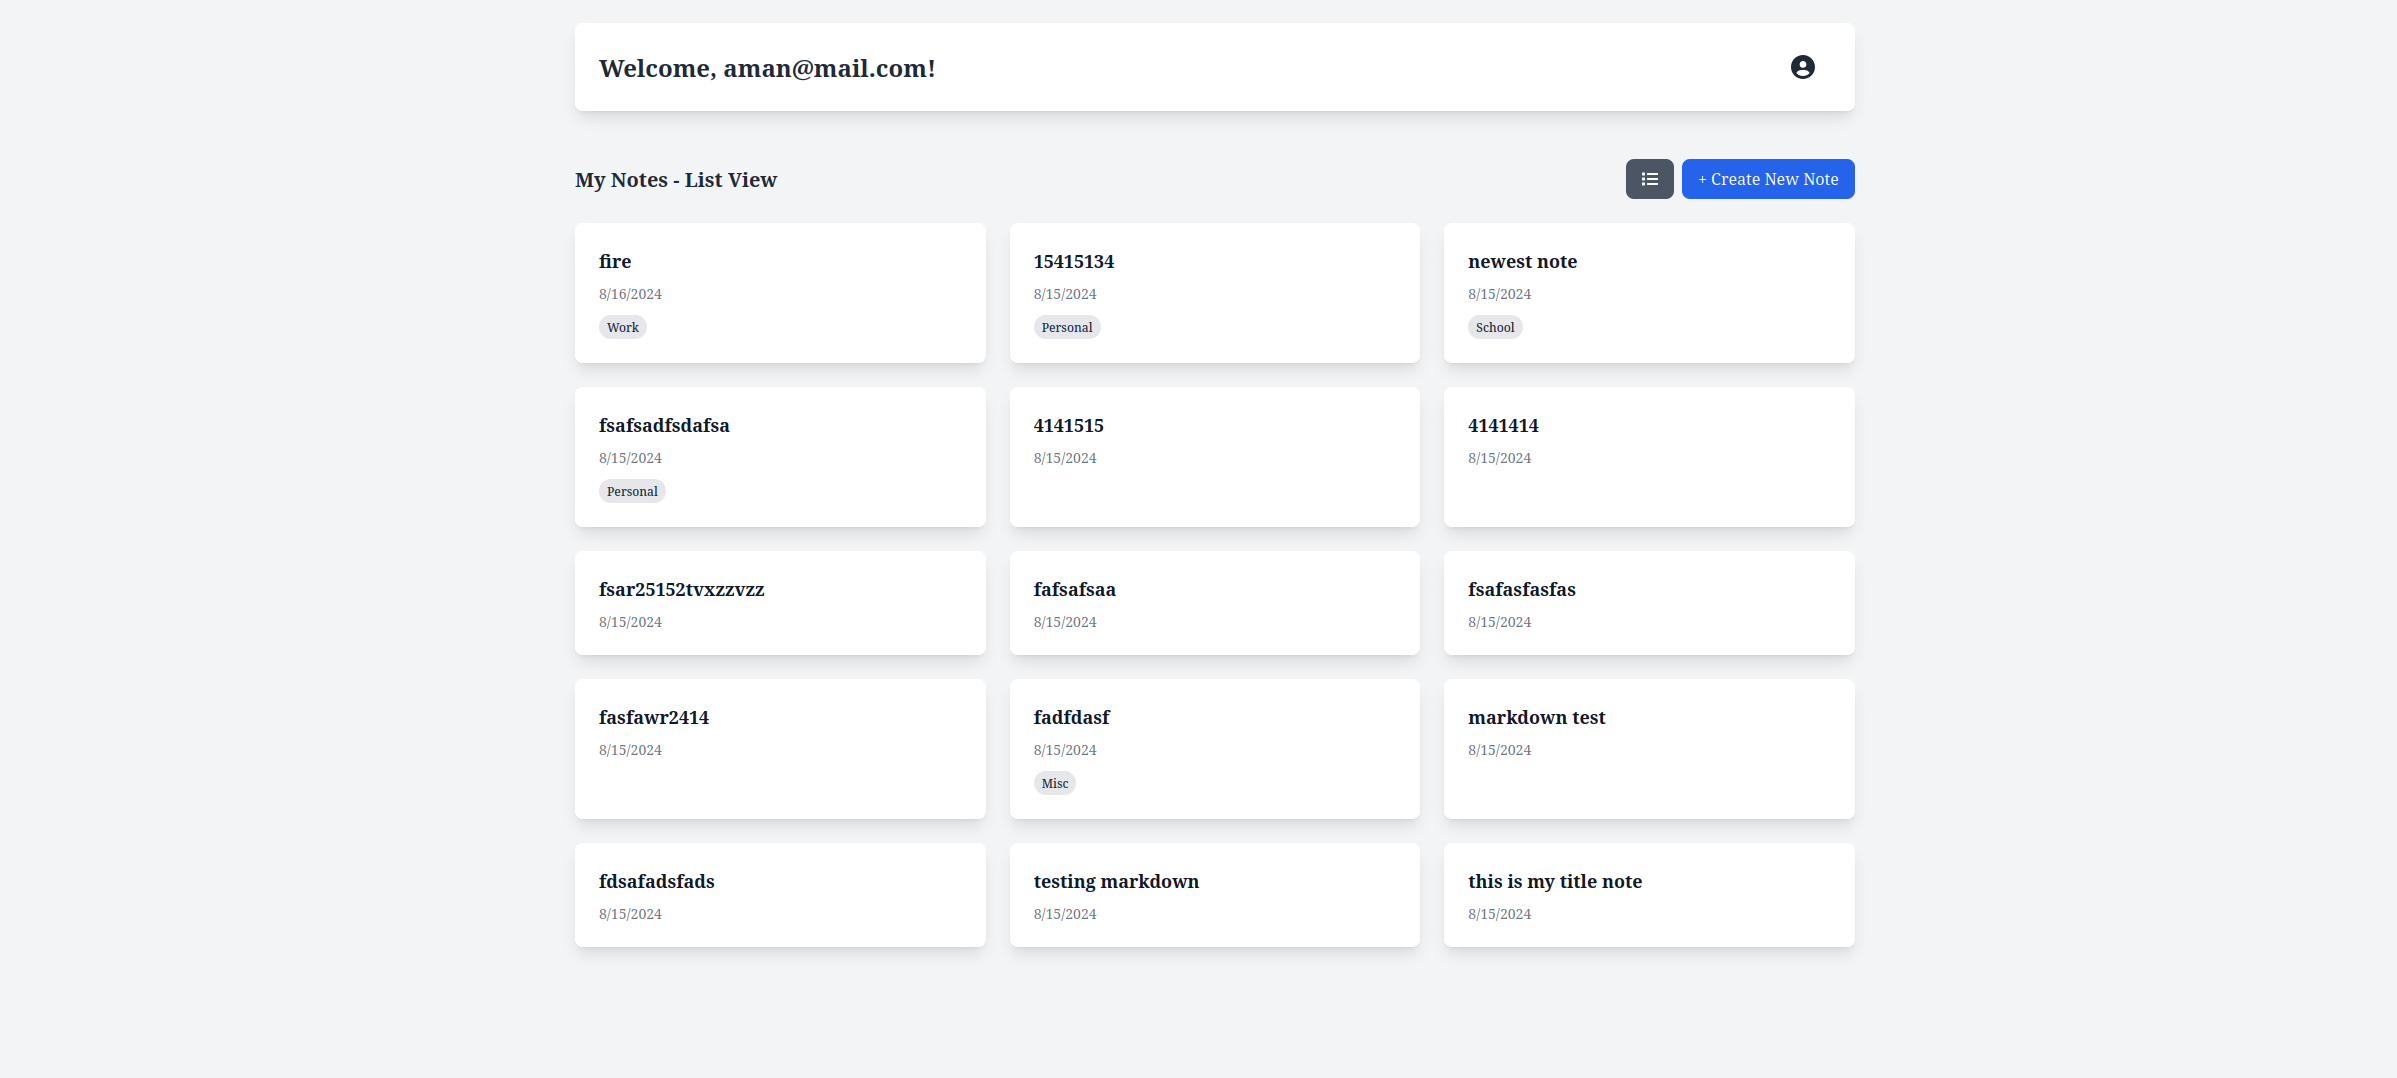 Welcome, aman@mail.com!
My Notes - List View
+ Create New Note
fire
8/16/2024
Work
15415134
8/15/2024
Personal
newest note
8/15/2024
School
fsafsadfsdafsa
8/15/2024
Personal
4141515
8/15/2024
4141414
8/15/2024
fsar25152tvxzzvzz
8/15/2024
fafsafsaa
8/15/2024
fsafasfasfas
8/15/2024
fasfawr2414
8/15/2024
fadfdasf
8/15/2024
Misc
markdown test
8/15/2024
fdsafadsfads
8/15/2024
testing markdown
8/15/2024
this is my title note
8/15/2024